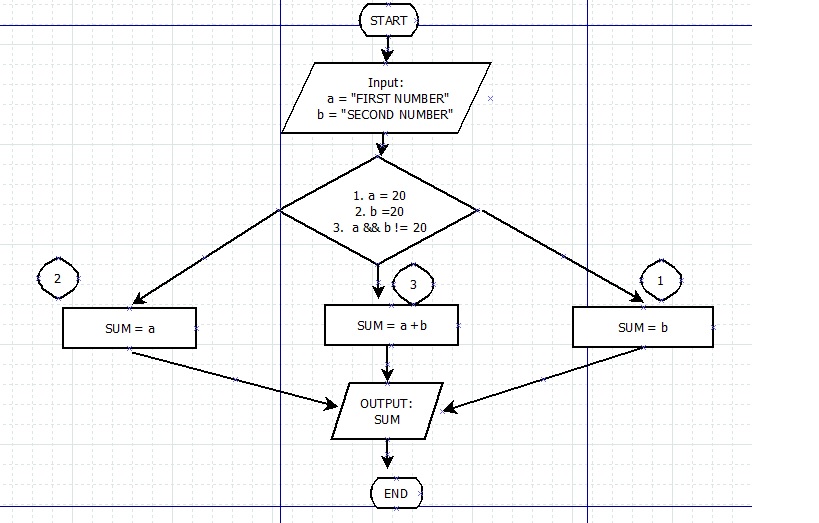 START
Input:
a = "FIRST NUMBER"
b = "SECOND NUMBER"
1. a = 20
2. b =20
3. a && b != 20
2
3
1
SUM = a
SUM = a +b
SUM = b
OUTPUT:
SUM
END